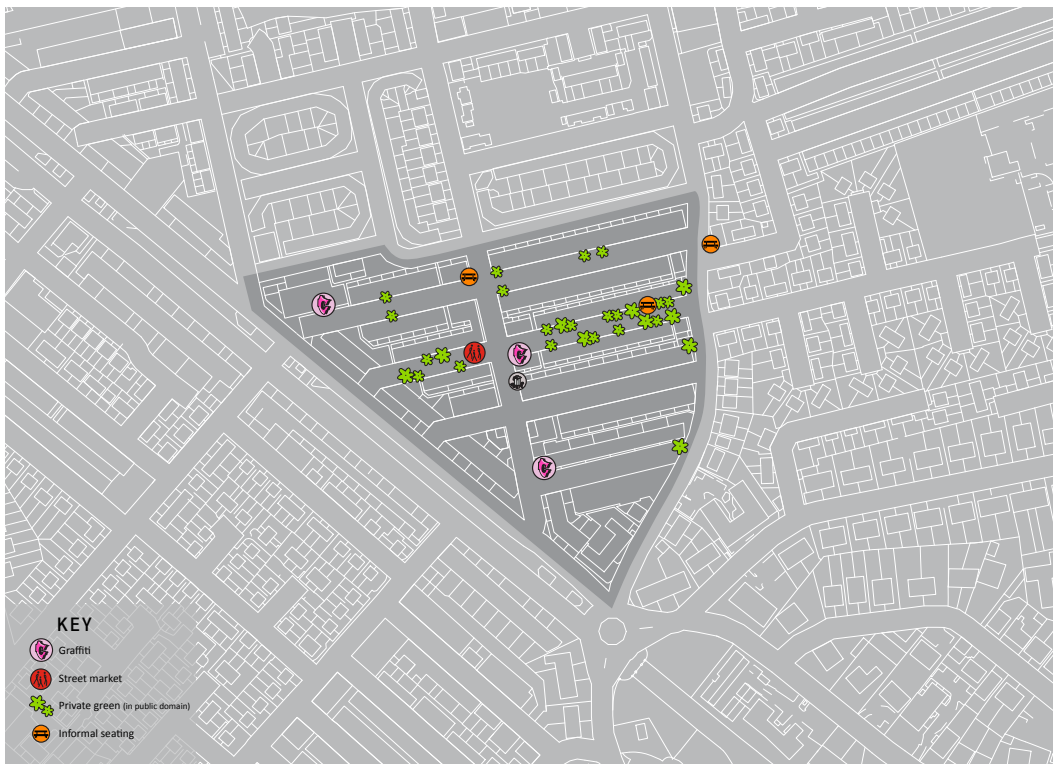 KEY
Graffiti
Street market
Private green (in public domain)
Informal seating